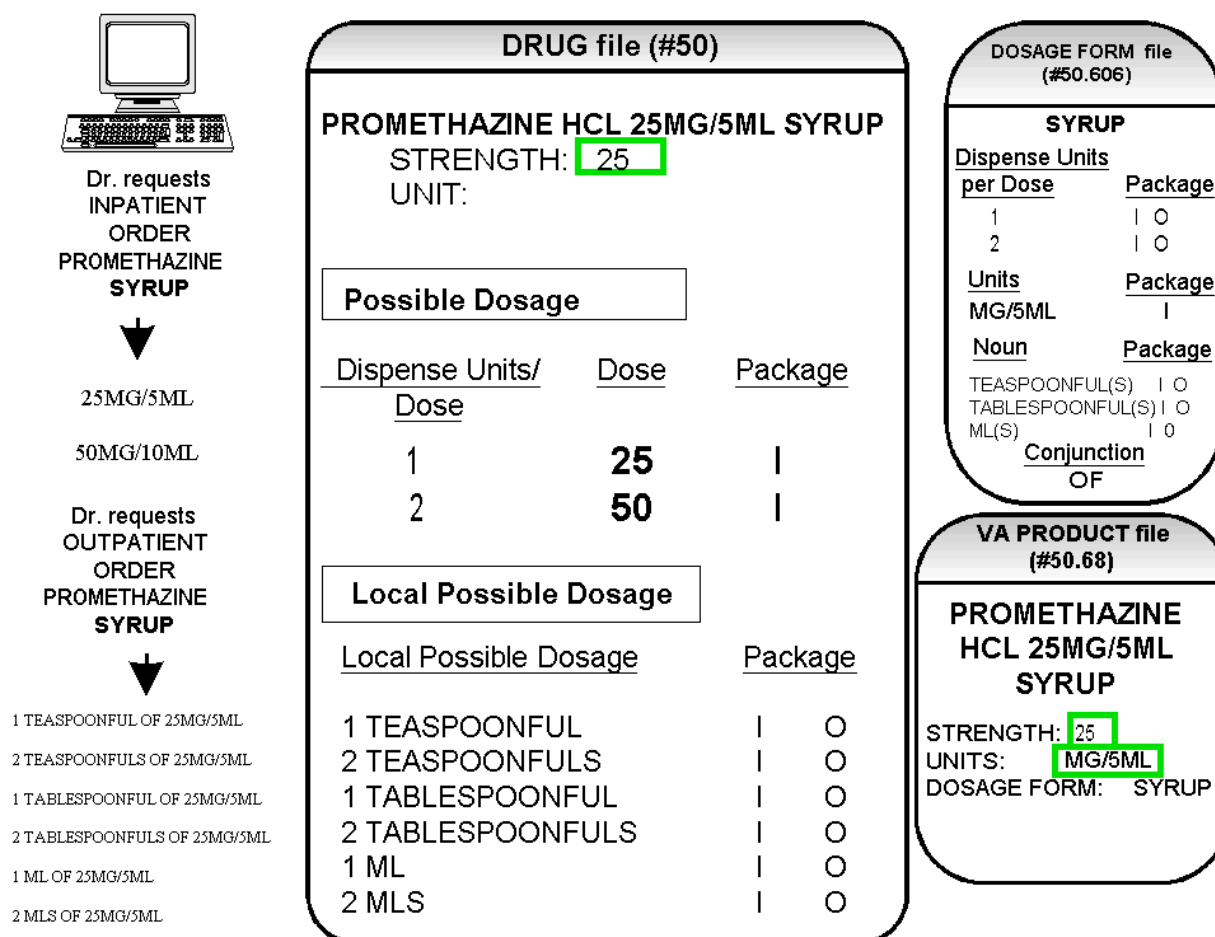 Dr. requests
INPATIENT
ORDER
PROMETHAZINE
SYRUP
25MG/5ML
50MG/10ML
Dr. requests
OUTPATIENT
ORDER
PROMETHAZINE
SYRUP
1 TEASPOONFUL OF 25MG/5ML
2 TEASPOONFULS OF 25MG/5ML
1 TABLESPOONFUL OF 25MG/5ML
2 TABLESPOONFULS OF 25MG/5ML
1 ML OF 25MG/5ML
2 MLS OF 25MG/5ML
DRUG file (#50)
PROMETHAZINE HCL 25MG/5ML SYRUP
STRENGTH: 25
UNIT:
Possible Dosage
Dispense Units/ Dose Package
Dose
1 25 I
2 50 I
Local Possible Dosage
Local Possible Dosage Package
1 TEASPOONFUL I O
2 TEASPOONFULS I O
1 TABLESPOONFUL I O
2 TABLESPOONFULS I O
1 ML I O
2 MLS I O
DOSAGE FORM file
(#50.606)
SYRUP
Dispense Units
per Dose Package
1 I O
2 I O
Units Package
MG/5ML I
Noun Package
TEASPOONFUL(S) I O
TABLESPOONFUL(S) I O
ML(S) I 0
Conjunction
OF
VA PRODUCT file
(#50.68)
PROMETHAZINE
HCL 25MG/5ML
SYRUP
STRENGTH: 25
UNITS: MG/5ML
DOSAGE FORM: SYRUP